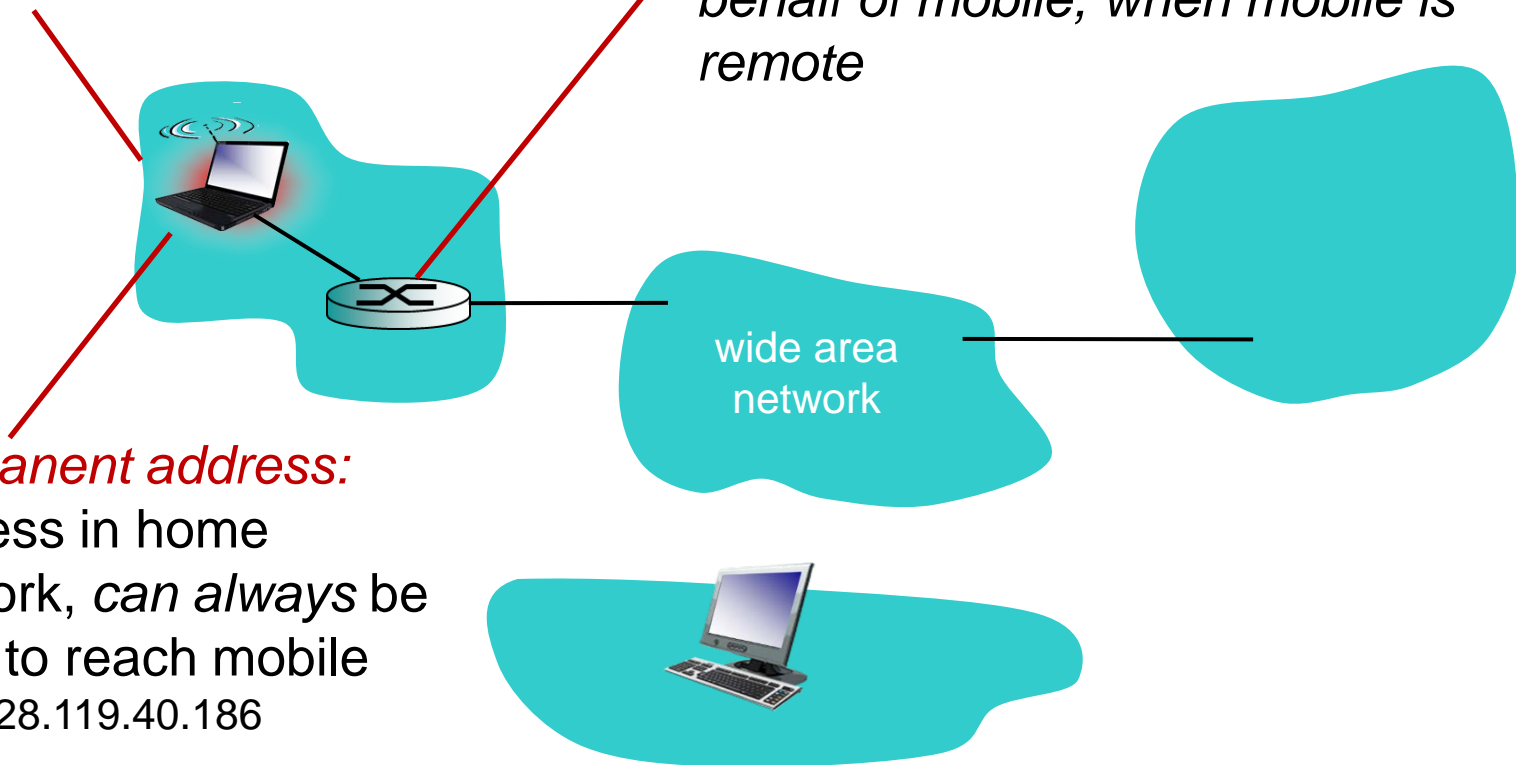 behalf of mobile, when mobile is
remote
wide area
network
anent address:
ess in home
ork, can always be
to reach mobile
28.119.40.186